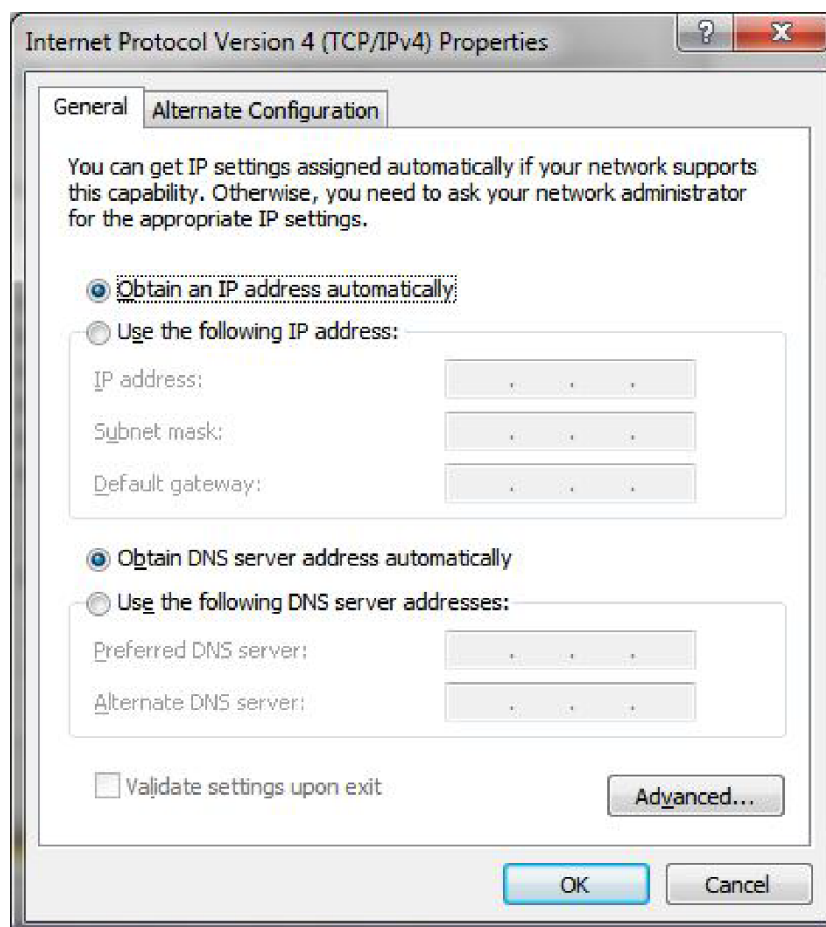 Internet Protocol Version 4 (TCP/IPv4) Properties
?
General
Alternate Configuration
You can get IP settings assigned automatically if your network supports
this capability. Otherwise, you need to ask your network administrator
for the appropriate IP settings.
Obtain an IP address automatically
Use the following IP address:
IP address:
Subnet mask:
Default gateway:
Obtain DNS server address automatically
Use the following DNS server addresses:
Preferred DNS server:
Alternate DNS server:
Validate settings upon exit
Advanced...
OK
Cancel